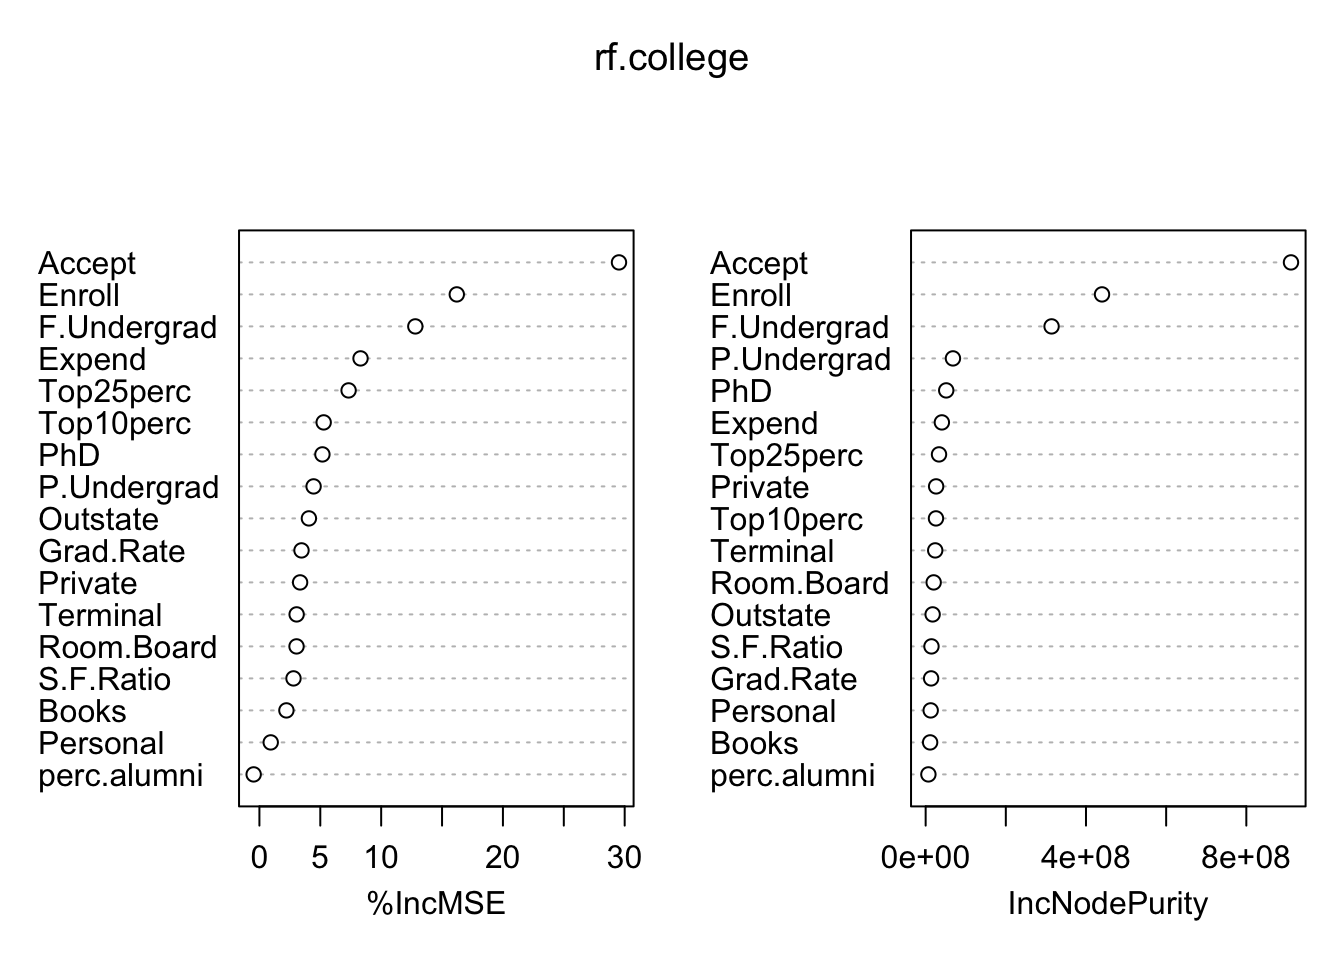 rf.college
Accept
Enroll
F.Undergrad
Expend
Top25perc
Top10perc
PhD
P.Undergrad
Outstate
Grad.Rate
Private
Terminal
Room.Board
S.F.Ratio
Books
Personal
perc.alumni
0 5 10 20 30
%IncMSE
Accept
Enroll
F.Undergrad
P.Undergrad
PhD
Expend
Top25perc
Private
Top10perc
Terminal
Room.Board
Outstate
S.F.Ratio
Grad.Rate
Personal
Books
perc.alumni
0e+00 4e+08 8e+08
IncNodePurity